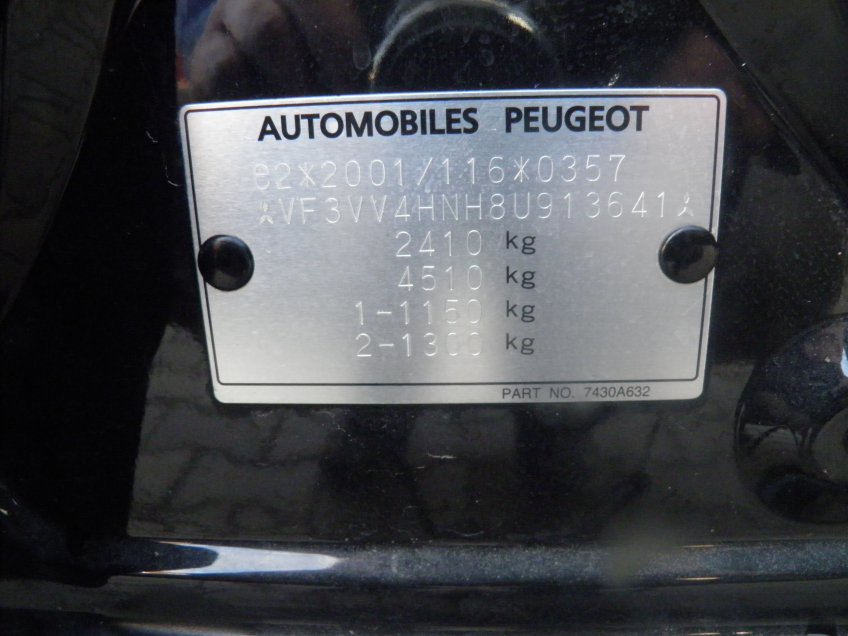 AUTOMOBILES PEUGEOT
e2*2001/116*0357
*VF3VV4HNH8U913641*
2410 kg
4510 kg
1-1150 kg
2-1300 kg
PART NO. 7430A632